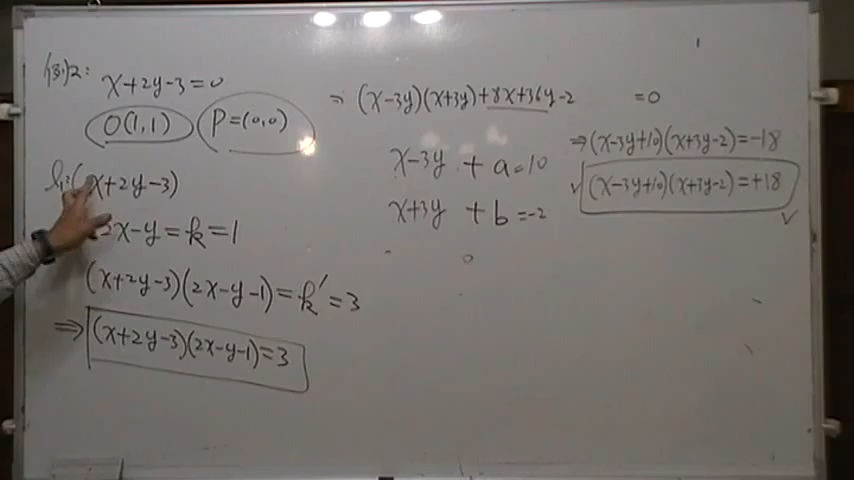 例2: x+2y-3=0
O(1,1) P=(0,0)
L₁:(x+2y-3)
2x-y=k=1
(x+2y-3)(2x-y-1)=k'=3
⇒ (x+2y-3)(2x-y-1)=3
⇒ (x-3y)(x+3y)+8x+36y-2 =0
x-3y + a=10
x+3y + b=-2
⇒(x-3y+10)(x+3y-2)=-18
(x-3y+10)(x+3y-2)=+18